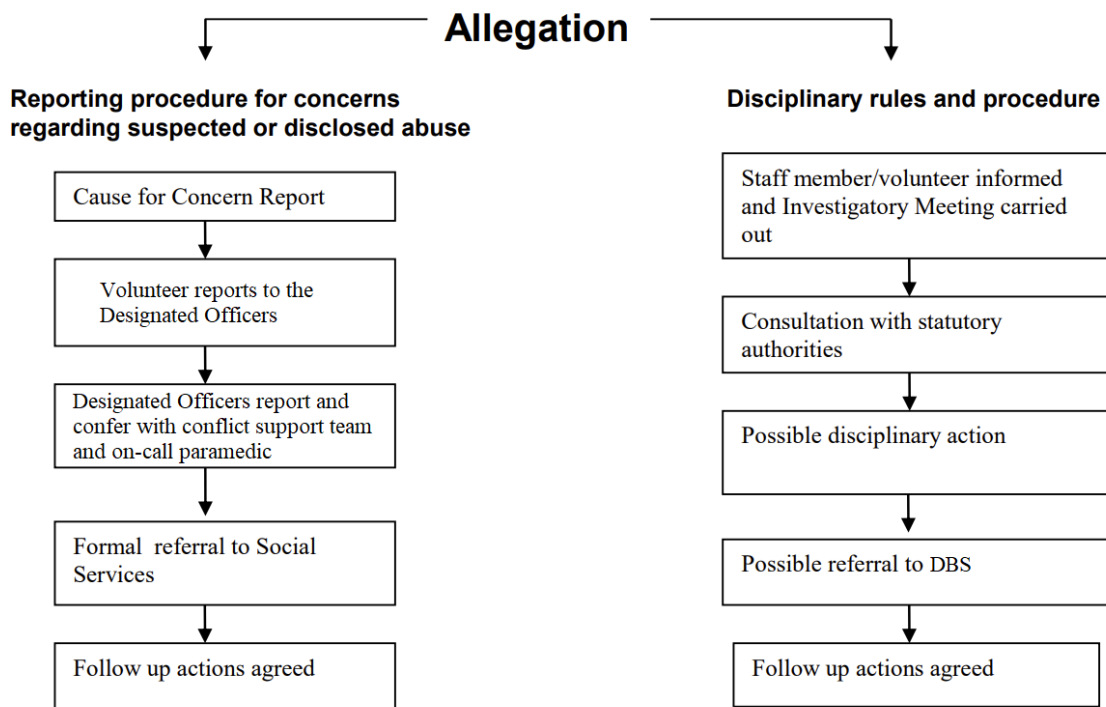 Allegation
Reporting procedure for concerns
regarding suspected or disclosed abuse
Cause for Concern Report
Volunteer reports to the
Designated Officers
Designated Officers report and
confer with conflict support team
and on-call paramedic
Formal referral to Social
Services
Follow up actions agreed
Disciplinary rules and procedure
Staff member/volunteer informed
and Investigatory Meeting carried
out
Consultation with statutory
authorities
Possible disciplinary action
Possible referral to DBS
Follow up actions agreed